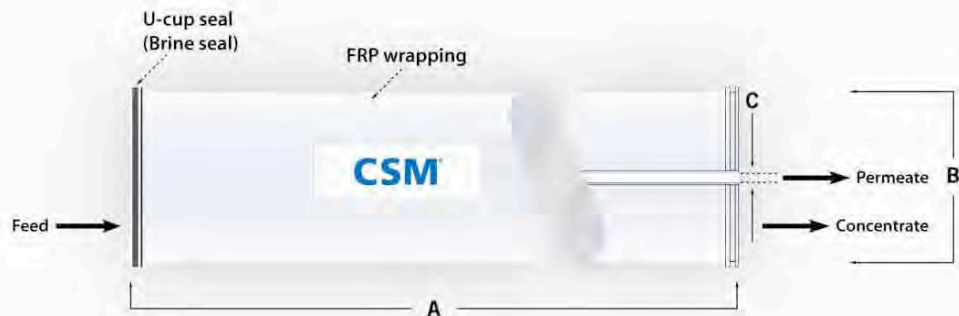 U-cup seal
(Brine seal)
FRP wrapping
C
CSM
Permeate
B
Feed
Concentrate
A